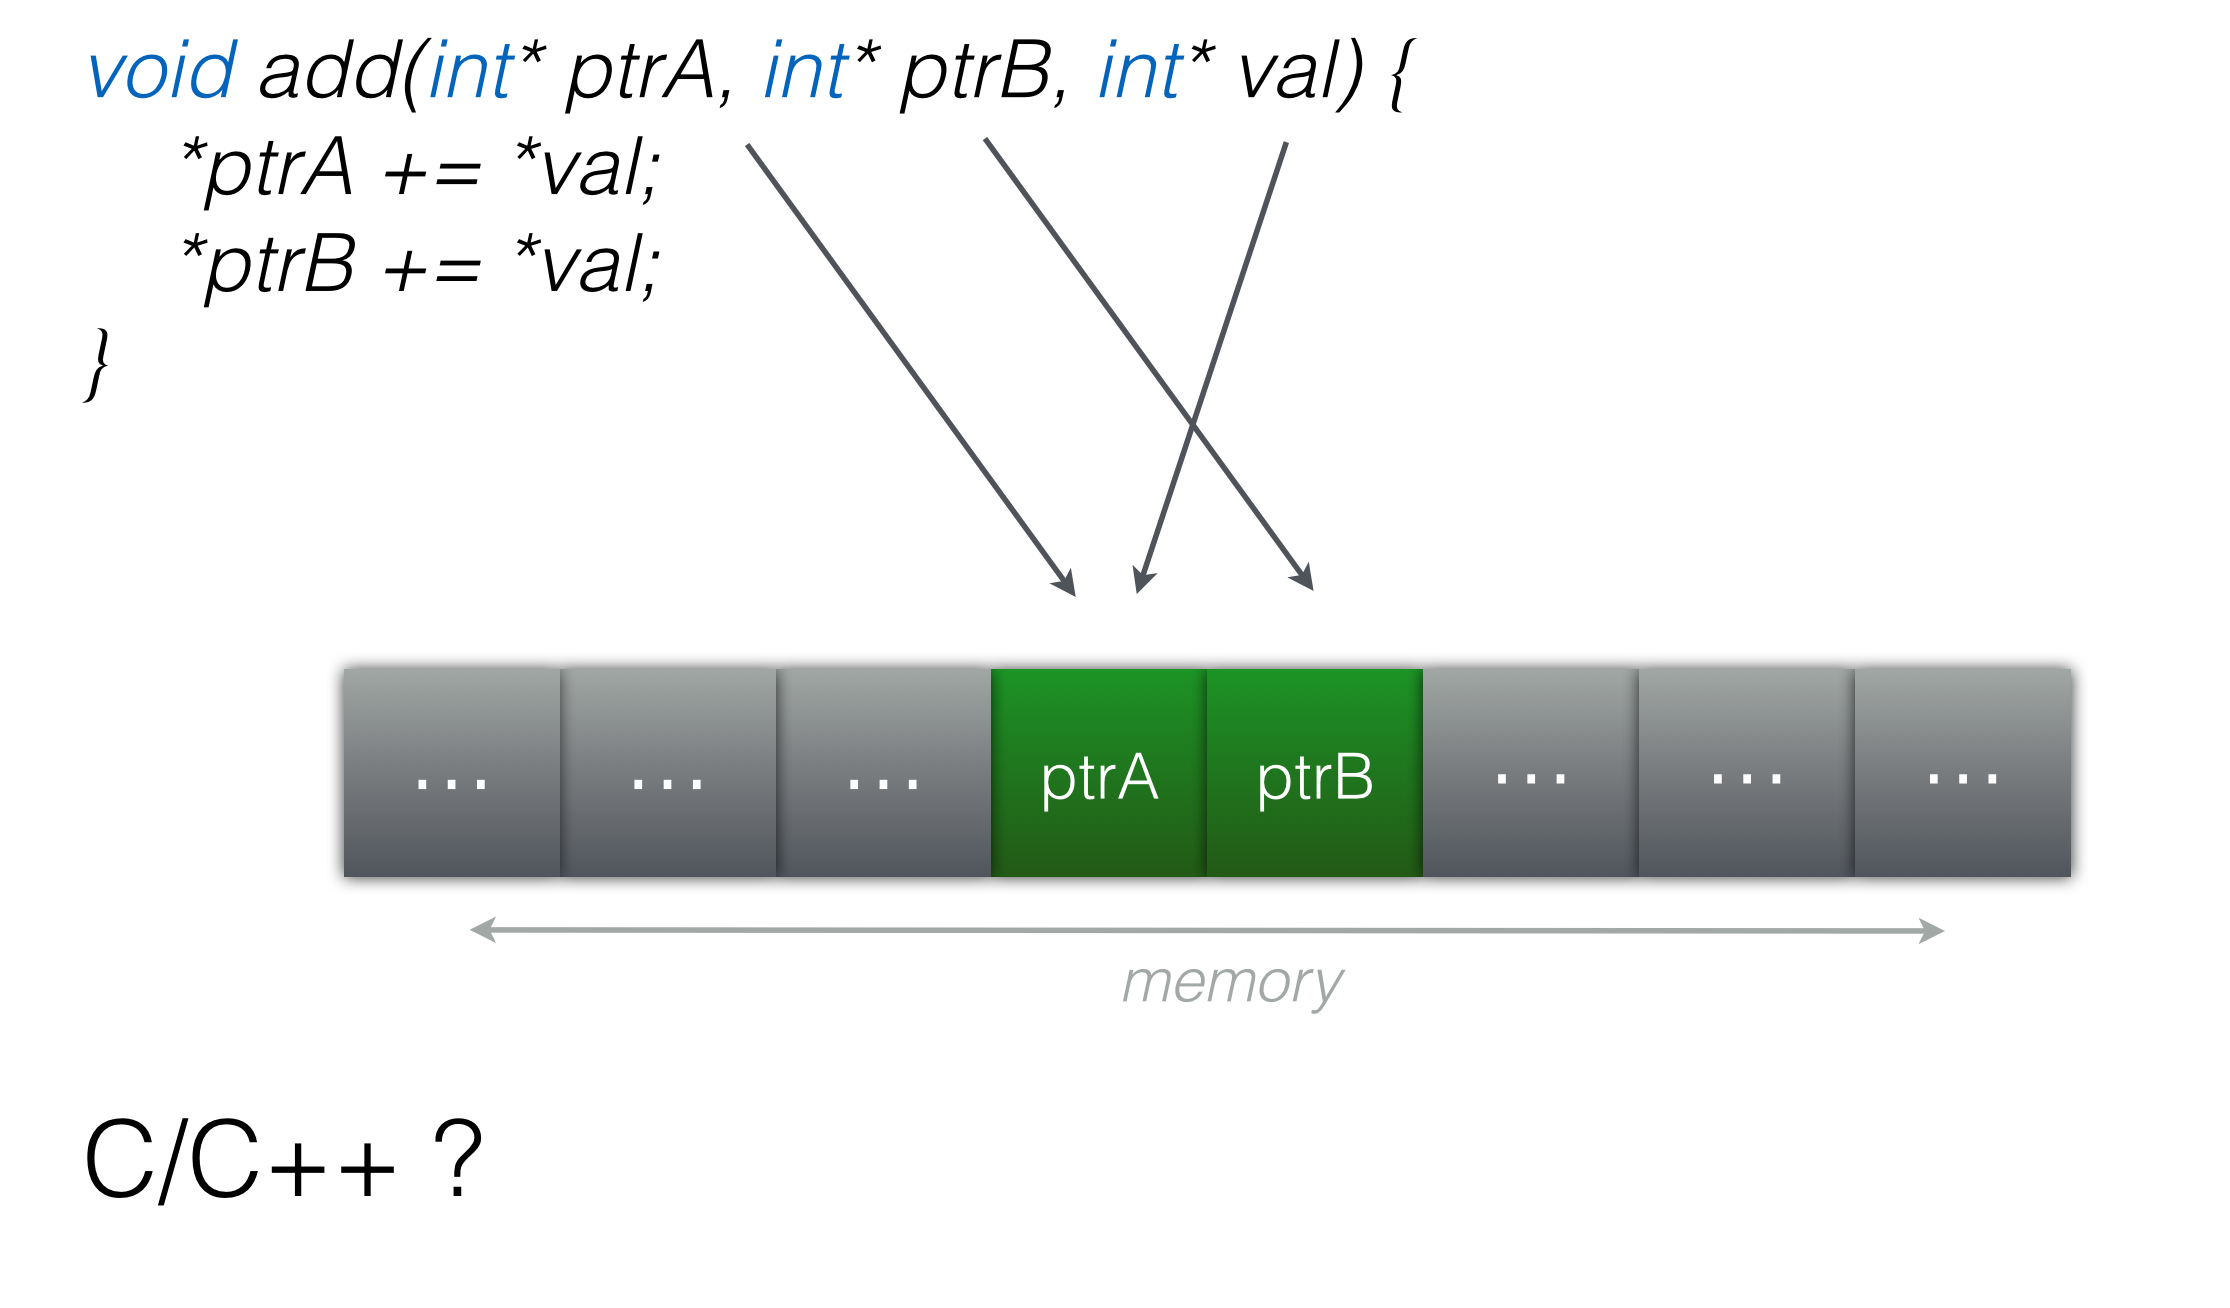 void add(int* ptrA, int* ptrB, int* val) {
*ptrA += *val;
*ptrB += *val;
}
... ... ... ptrA ptrB ... ... ...
memory
C/C++ ?